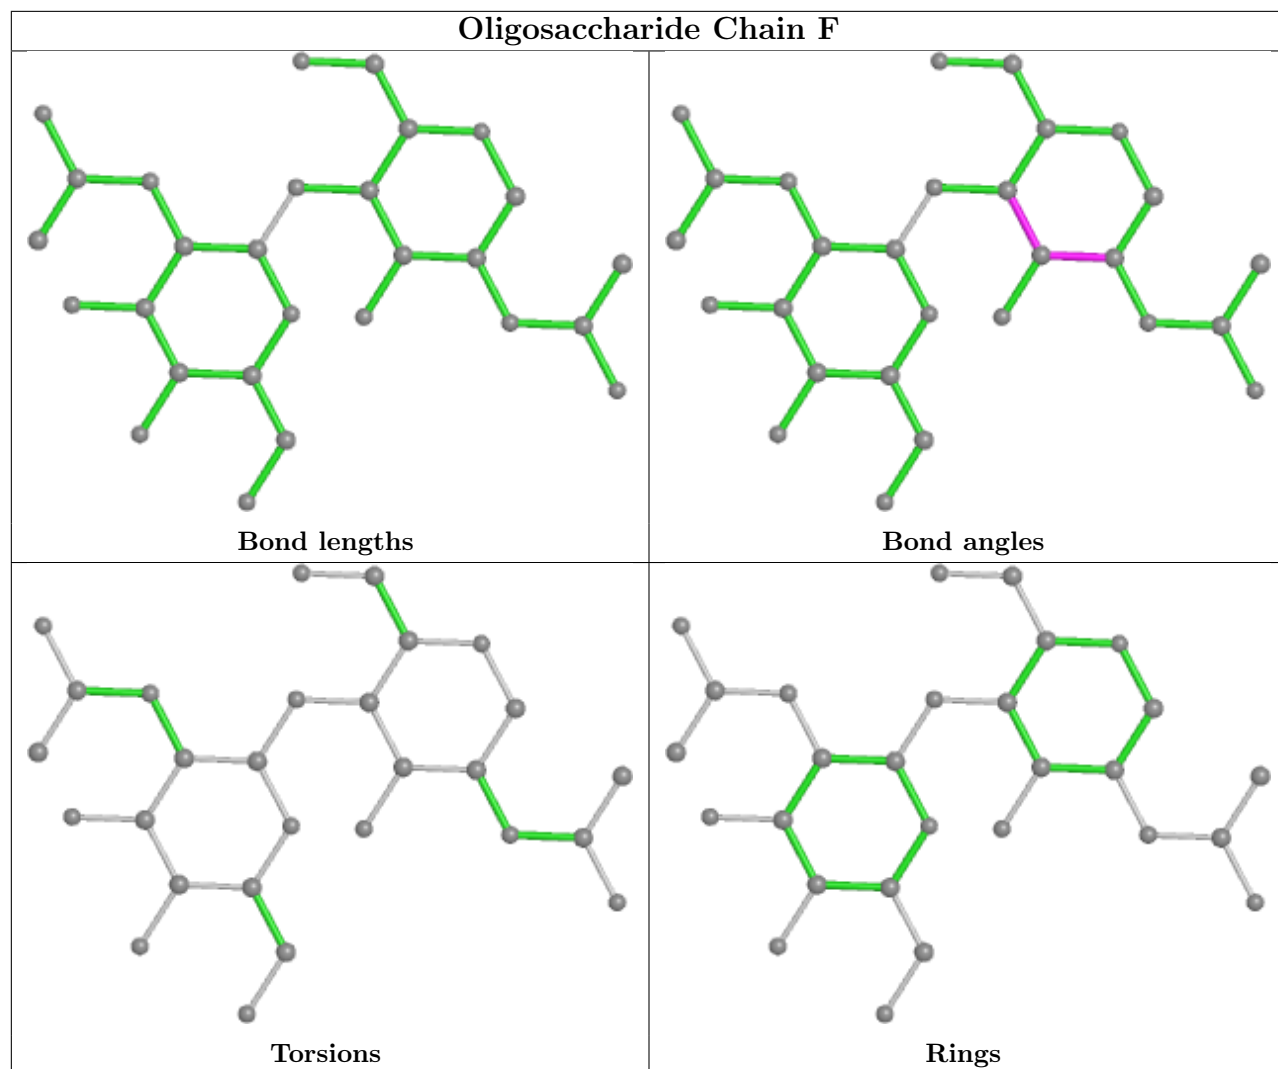 Oligosaccharide Chain F
Bond lengths
Bond angles
Torsions
Rings